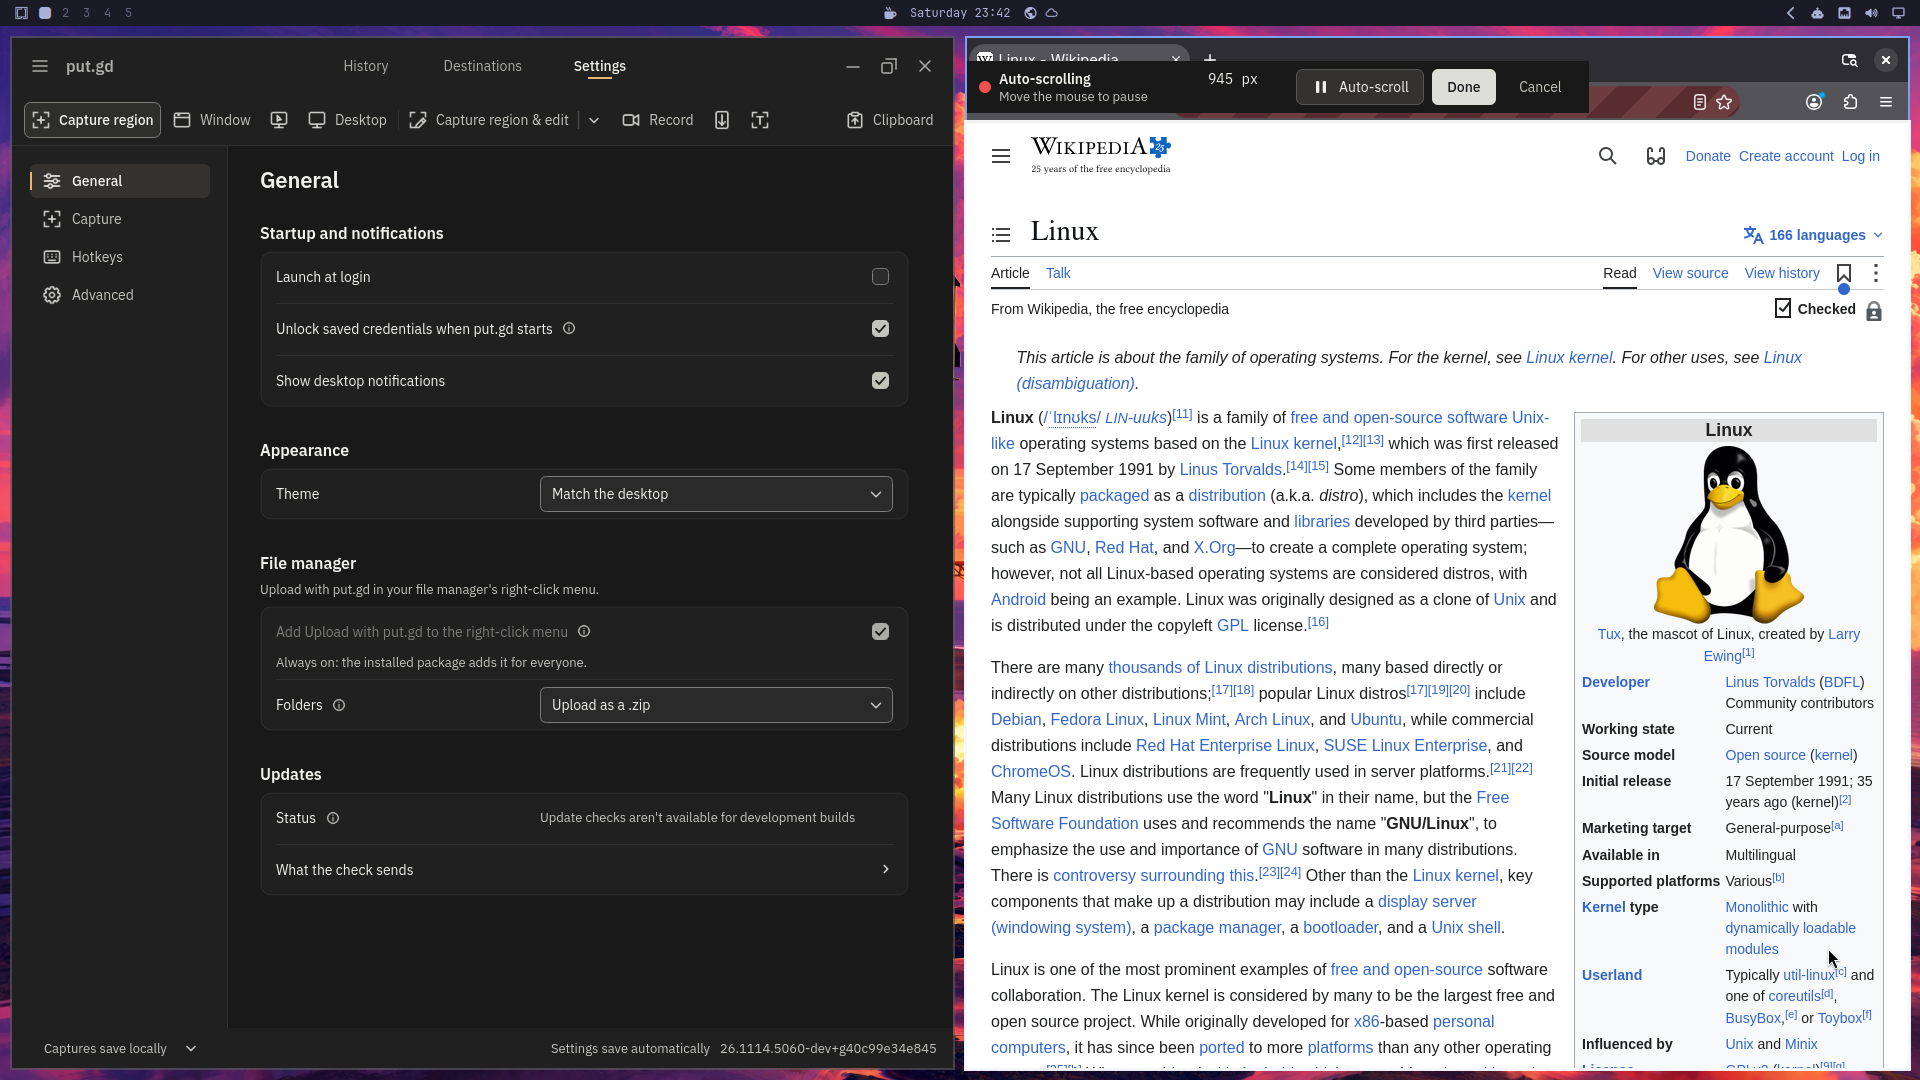 2 3 4 5
Saturday 23:42
put.gd
History
Destinations
Settings
Capture region
Window
Desktop
Capture region & edit
Record
Clipboard
General
Capture
Hotkeys
Advanced
General
Startup and notifications
Launch at login
Unlock saved credentials when put.gd starts
Show desktop notifications
Appearance
Theme
Match the desktop
File manager
Upload with put.gd in your file manager's right-click menu.
Add Upload with put.gd to the right-click menu
Always on: the installed package adds it for everyone.
Folders
Upload as a .zip
Updates
Status
Update checks aren't available for development builds
What the check sends
Captures save locally
Settings save automatically
26.1114.5060-dev+g40c99e34e845
Linux - Wikipedia
Auto-scrolling
Move the mouse to pause
945 px
Auto-scroll
Done
Cancel
WIKIPEDIA
25
25 years of the free encyclopedia
Donate
Create account
Log in
Linux
166 languages
Article
Talk
Read
View source
View history
From Wikipedia, the free encyclopedia
Checked
This article is about the family of operating systems. For the kernel, see Linux kernel. For other uses, see Linux
(disambiguation).
Linux (/ˈlɪnʊks/ LIN-uuks)[11] is a family of free and open-source software Unix-
like operating systems based on the Linux kernel,[12][13] which was first released
on 17 September 1991 by Linus Torvalds.[14][15] Some members of the family
are typically packaged as a distribution (a.k.a. distro), which includes the kernel
alongside supporting system software and libraries developed by third parties—
such as GNU, Red Hat, and X.Org—to create a complete operating system;
however, not all Linux-based operating systems are considered distros, with
Android being an example. Linux was originally designed as a clone of Unix and
is distributed under the copyleft GPL license.[16]
There are many thousands of Linux distributions, many based directly or
indirectly on other distributions;[17][18] popular Linux distros[17][19][20] include
Debian, Fedora Linux, Linux Mint, Arch Linux, and Ubuntu, while commercial
distributions include Red Hat Enterprise Linux, SUSE Linux Enterprise, and
ChromeOS. Linux distributions are frequently used in server platforms.[21][22]
Many Linux distributions use the word "Linux" in their name, but the Free
Software Foundation uses and recommends the name "GNU/Linux", to
emphasize the use and importance of GNU software in many distributions.
There is controversy surrounding this.[23][24] Other than the Linux kernel, key
components that make up a distribution may include a display server
(windowing system), a package manager, a bootloader, and a Unix shell.
Linux is one of the most prominent examples of free and open-source software
collaboration. The Linux kernel is considered by many to be the largest free and
open source project. While originally developed for x86-based personal
computers, it has since been ported to more platforms than any other operating
Linux
Tux, the mascot of Linux, created by Larry
Ewing[1]
Developer
Linus Torvalds (BDFL)
Community contributors
Working state
Current
Source model
Open source (kernel)
Initial release
17 September 1991; 35
years ago (kernel)[2]
Marketing target
General-purpose[a]
Available in
Multilingual
Supported platforms
Various[b]
Kernel type
Monolithic with
dynamically loadable
modules
Userland
Typically util-linux[c] and
one of coreutils[d],
BusyBox,[e] or Toybox[f]
Influenced by
Unix and Minix